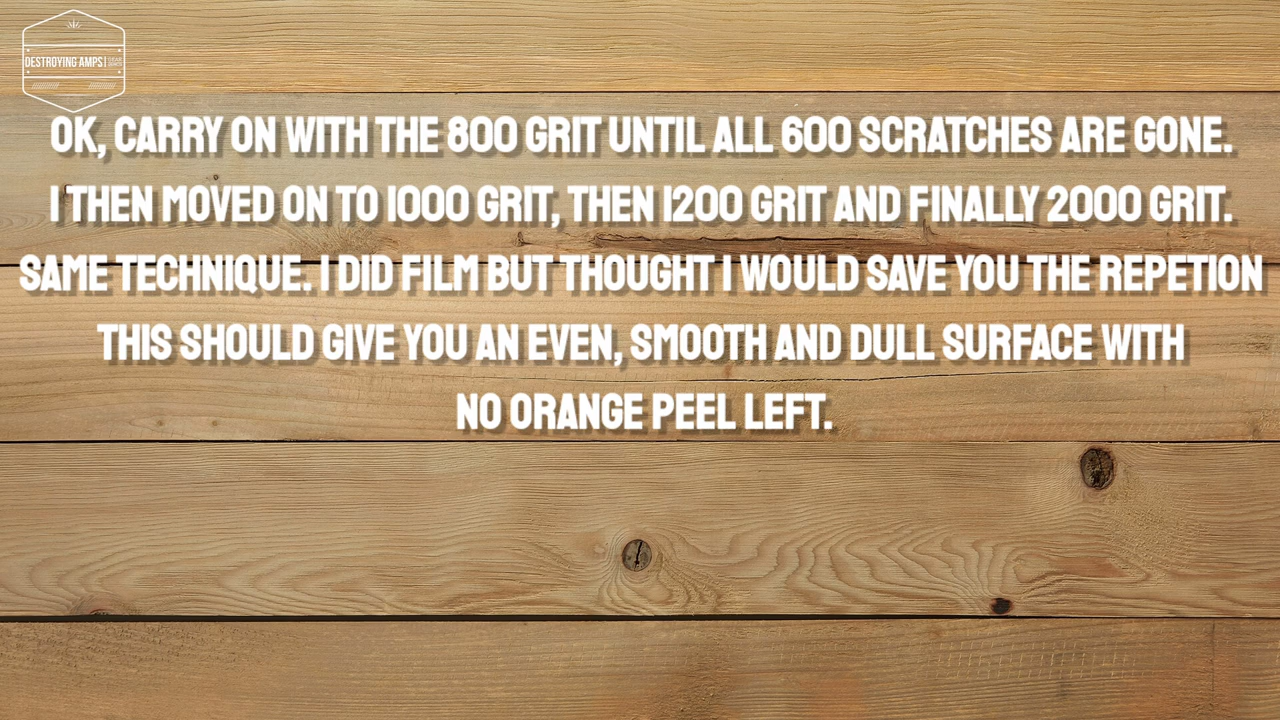 DESTROYING AMPS
OK, CARRY ON WITH THE 800 GRIT UNTIL ALL 600 SCRATCHES ARE GONE.
I THEN MOVED ON TO 1000 GRIT, THEN 1200 GRIT AND FINALLY 2000 GRIT.
SAME TECHNIQUE. I DID FILM BUT THOUGHT I WOULD SAVE YOU THE REPETION
THIS SHOULD GIVE YOU AN EVEN, SMOOTH AND DULL SURFACE WITH
NO ORANGE PEEL LEFT.